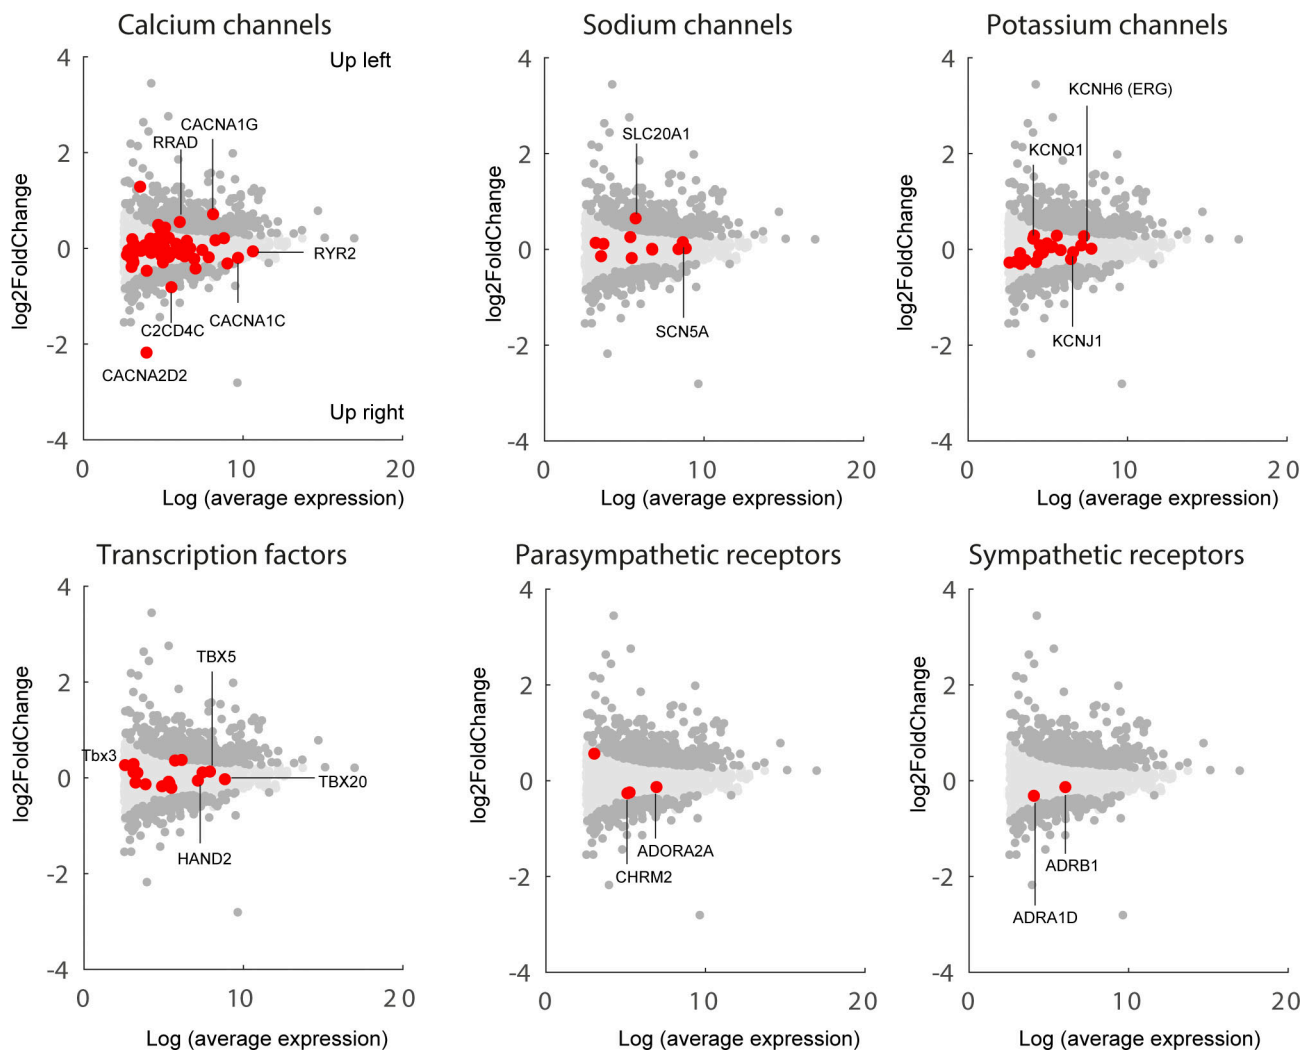 Calcium channels
4
Up left
CACNA1G
RRAD
2
log2FoldChange
0
RYR2
C2CD4C
CACNA1C
-2
CACNA2D2
Up right
-4
0
10
20
Log (average expression)
Sodium channels
4
SLC20A1
2
log2FoldChange
0
SCN5A
-2
-4
0
10
20
Log (average expression)
Potassium channels
4
KCNH6 (ERG)
KCNQ1
2
log2FoldChange
0
KCNJ1
-2
-4
0
10
20
Log (average expression)
Transcription factors
4
TBX5
2
log2FoldChange
Tbx3
0
TBX20
HAND2
-2
-4
0
10
20
Log (average expression)
Parasympathetic receptors
4
2
log2FoldChange
0
ADORA2A
CHRM2
-2
-4
0
10
20
Log (average expression)
Sympathetic receptors
4
2
log2FoldChange
0
ADRB1
ADRA1D
-2
-4
0
10
20
Log (average expression)